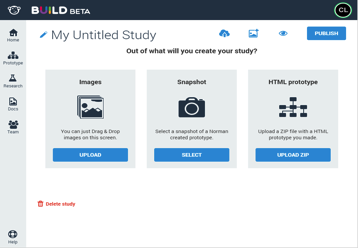 BUILD BETA
CL
My Untitled Study
PUBLISH
Home
Prototype
Research
Docs
Team
Help
Out of what will you create your study?
Images
You can just Drag & Drop
images on this screen.
UPLOAD
Snapshot
Select a snapshot of a Norman
created prototype.
SELECT
HTML prototype
Upload a ZIP file with a HTML
prototype you made.
UPLOAD ZIP
Delete study